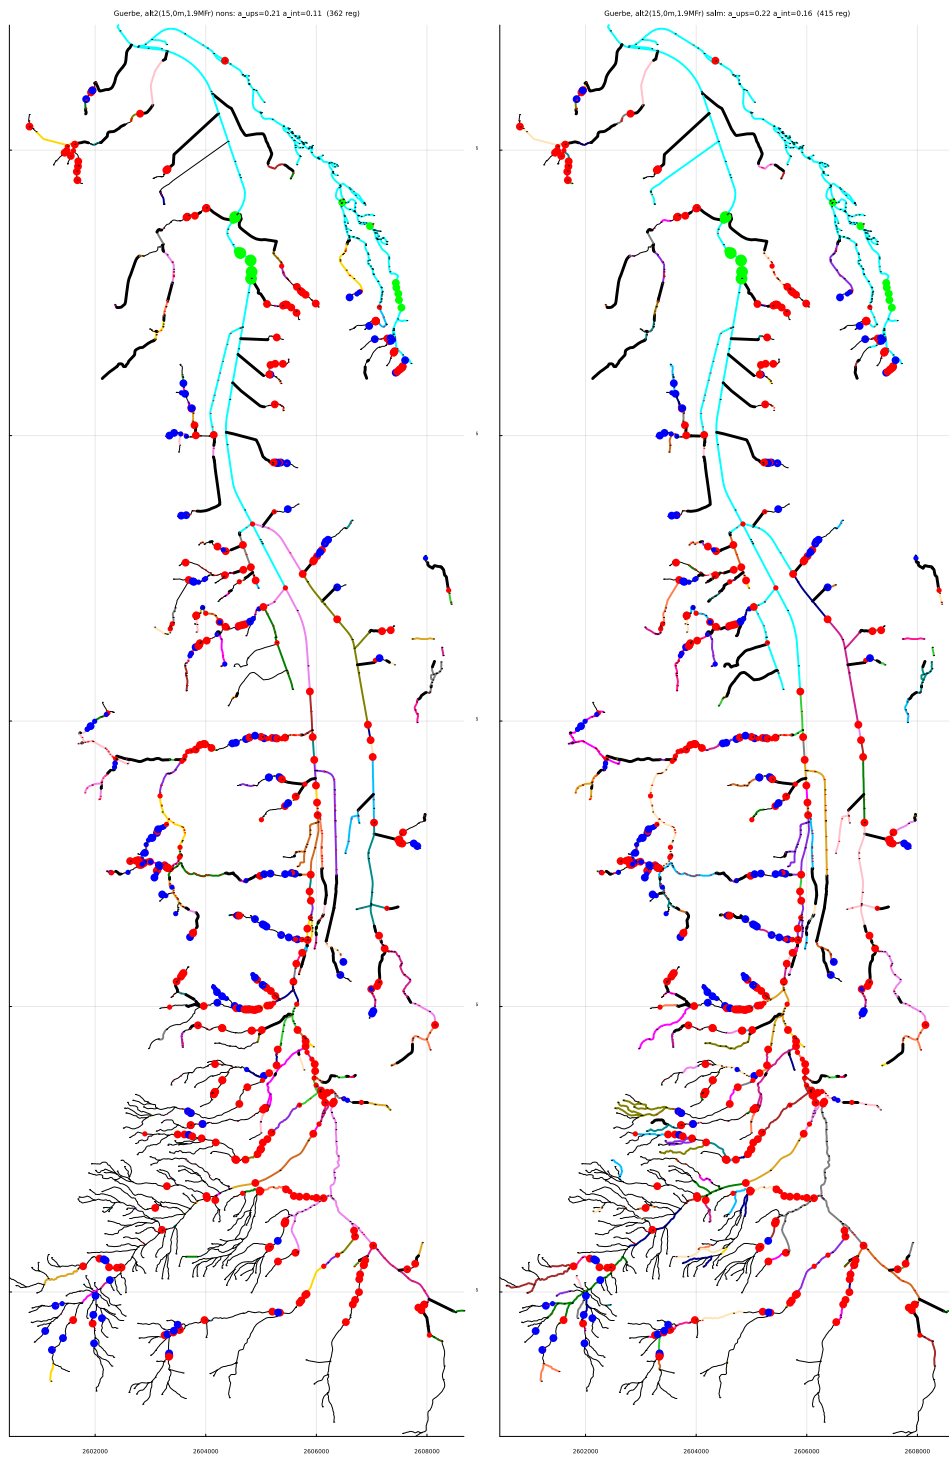 Guerbe, alt2(15,0m,1.9MFr) nons: a_ups=0.21 a_int=0.11 (362 reg)
Guerbe, alt2(15,0m,1.9MFr) salm: a_ups=0.22 a_int=0.16 (415 reg)
2602000 2604000 2606000 2608000
2602000 2604000 2606000 2608000